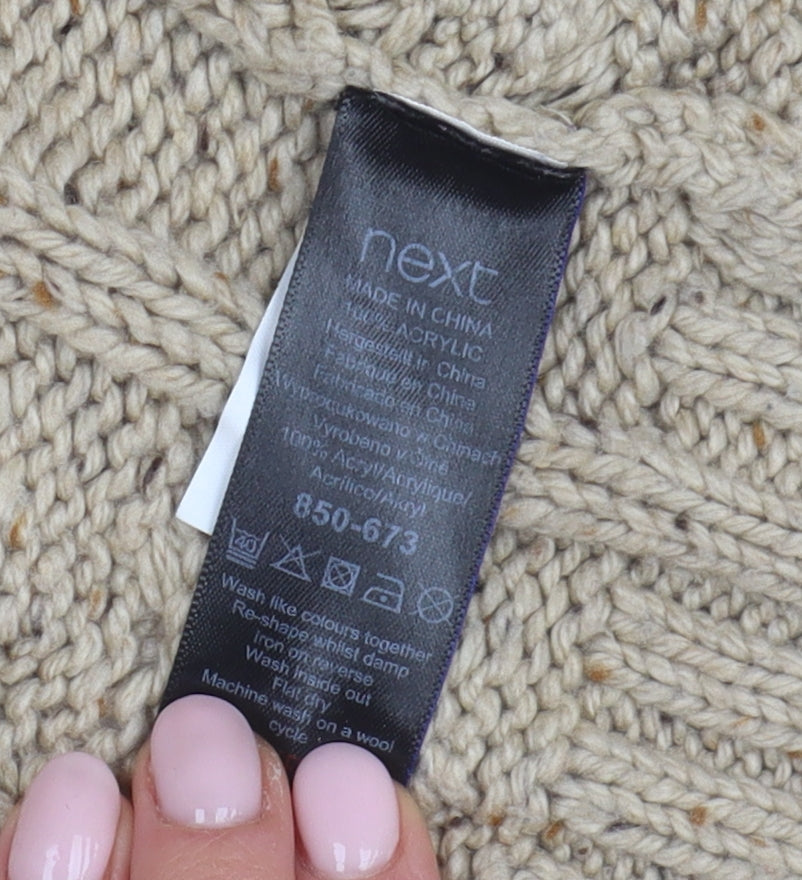 next
MADE IN CHINA
100% ACRYLIC
Hergestellt in China
Fabriqué en China
Fabricado en China
Wyprodukowano w Chinach
Vyrobeno v Číně
100% Acryl/Acrylique/
Acrílico/Akryl
850-673
40
Wash like colours together
Re-shape whilst damp
Iron on reverse
Wash inside out
Flat dry
Machine wash on a wool
cycle